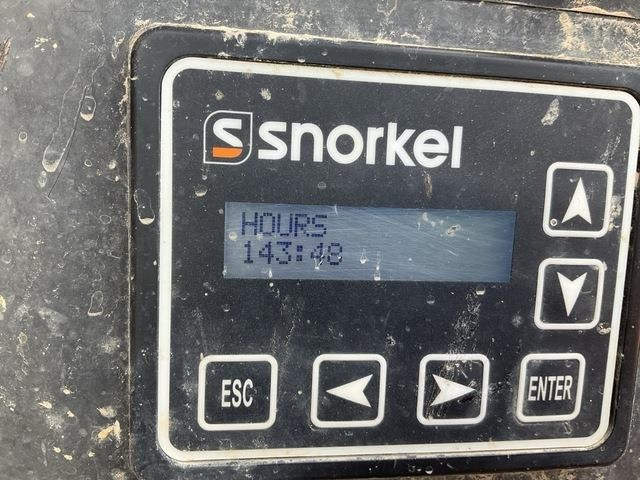 snorkel
HOURS
143:48
ESC
ENTER